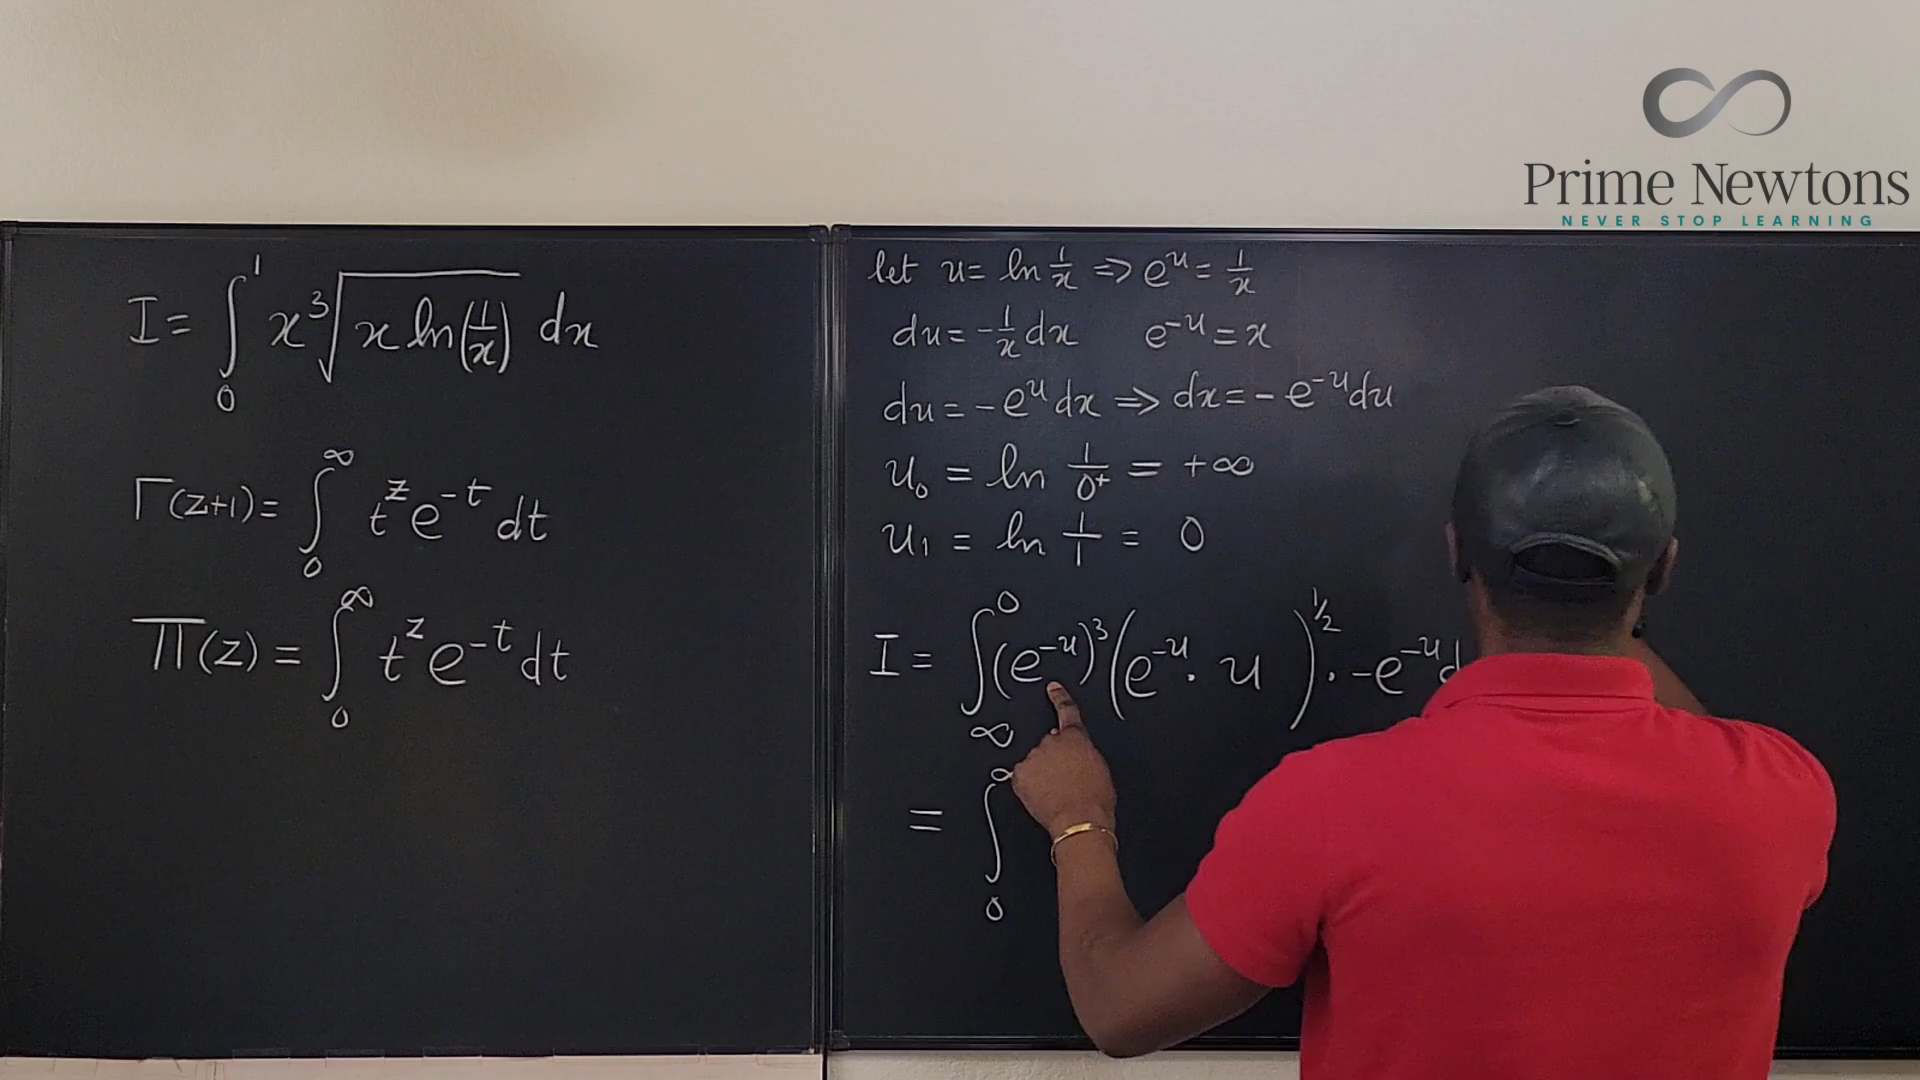 Prime Newtons
NEVER STOP LEARNING
I = ∫₀¹ x³√(x ln(1/x)) dx
Γ(z+1) = ∫₀^∞ t^z e^-t dt
Π(z) = ∫₀^∞ t^z e^-t dt
let u = ln 1/x => e^u = 1/x
du = -1/x dx e^-u = x
du = -e^u dx => dx = -e^-u du
u₀ = ln 1/0⁺ = +∞
u₁ = ln 1/1 = 0
I = ∫_∞^0 (e^-u)³ (e^-u · u)^½ · -e^-u d
= ∫₀^∞